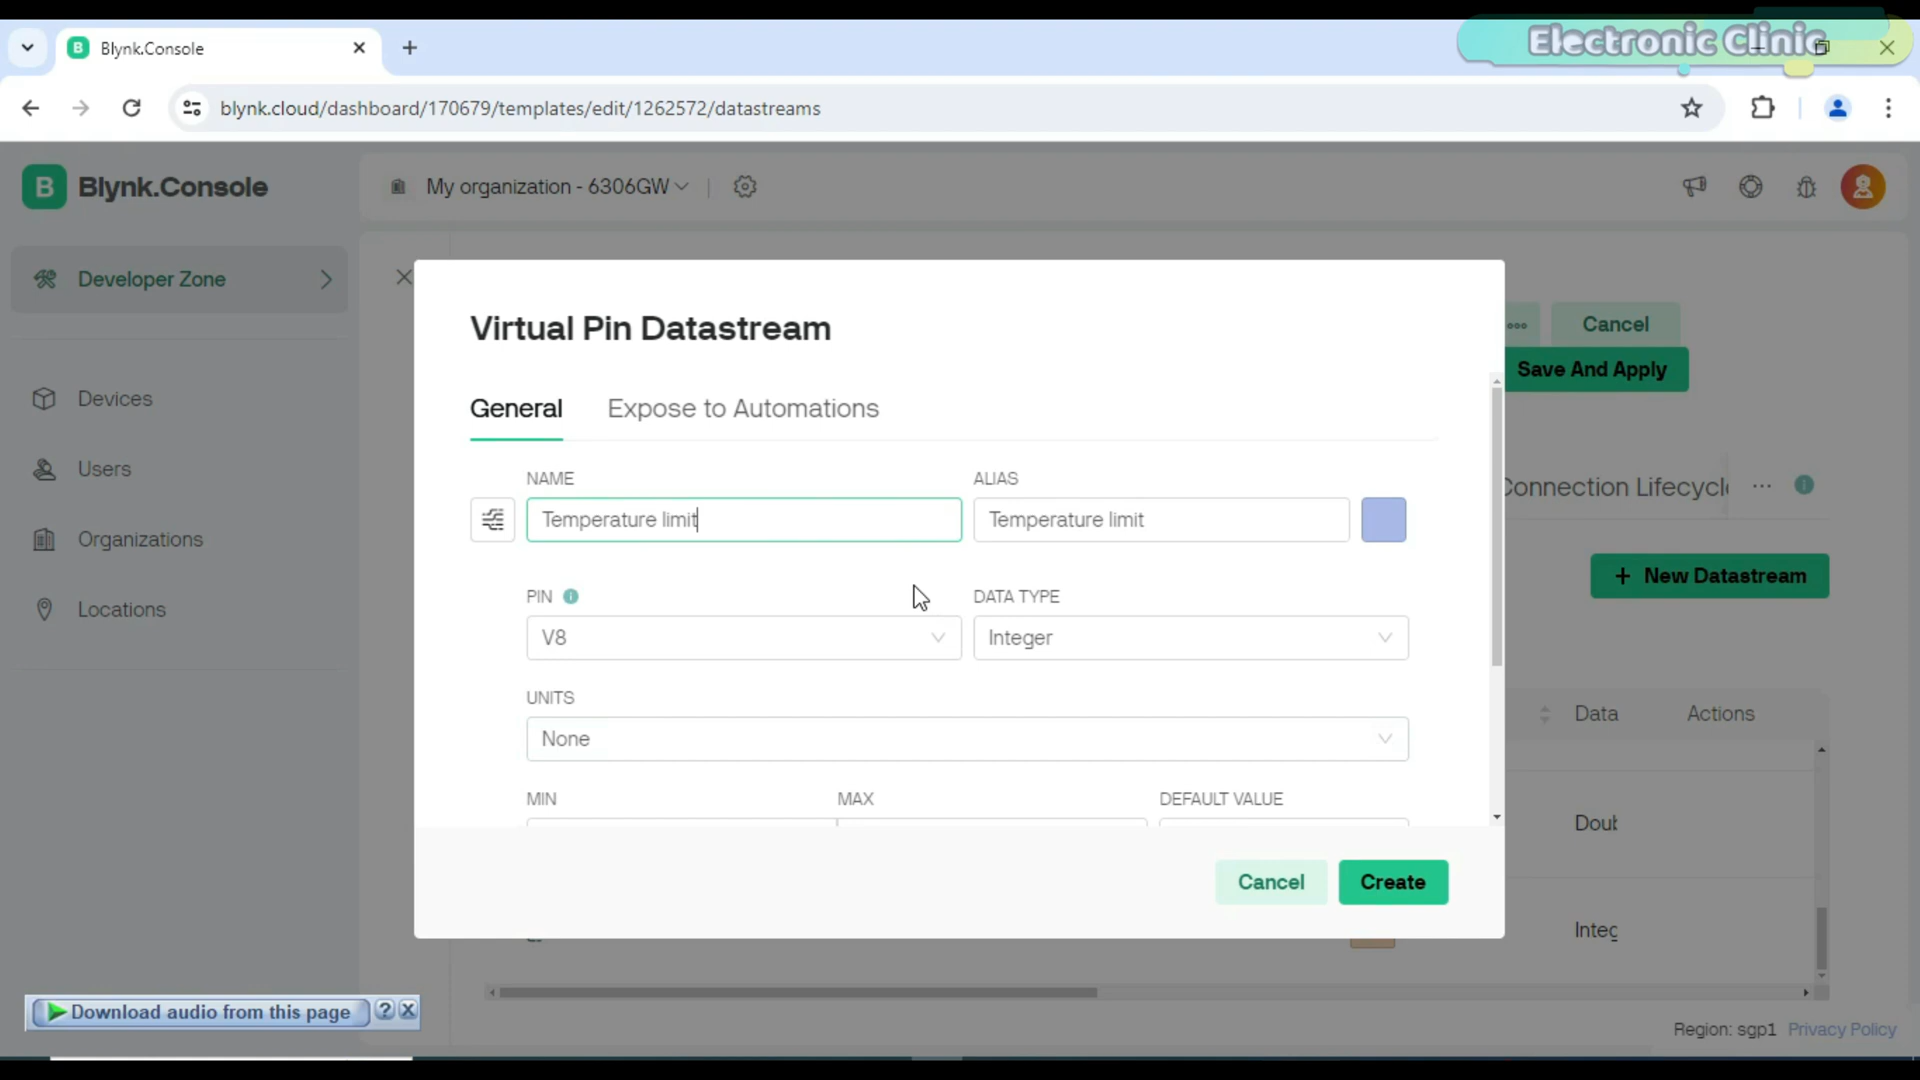 Blynk.Console
Electronic Clinic
blynk.cloud/dashboard/170679/templates/edit/1262572/datastreams
B Blynk.Console
My organization - 6306GW
Developer Zone
Devices
Users
Organizations
Locations
Virtual Pin Datastream
General
Expose to Automations
NAME
ALIAS
Temperature limit
Temperature limit
PIN
DATA TYPE
V8
Integer
UNITS
None
MIN
MAX
DEFAULT VALUE
Cancel
Create
Cancel
Save And Apply
Connection Lifecycl
+ New Datastream
Data
Actions
Doub
Integ
Download audio from this page
Region: sgp1
Privacy Policy